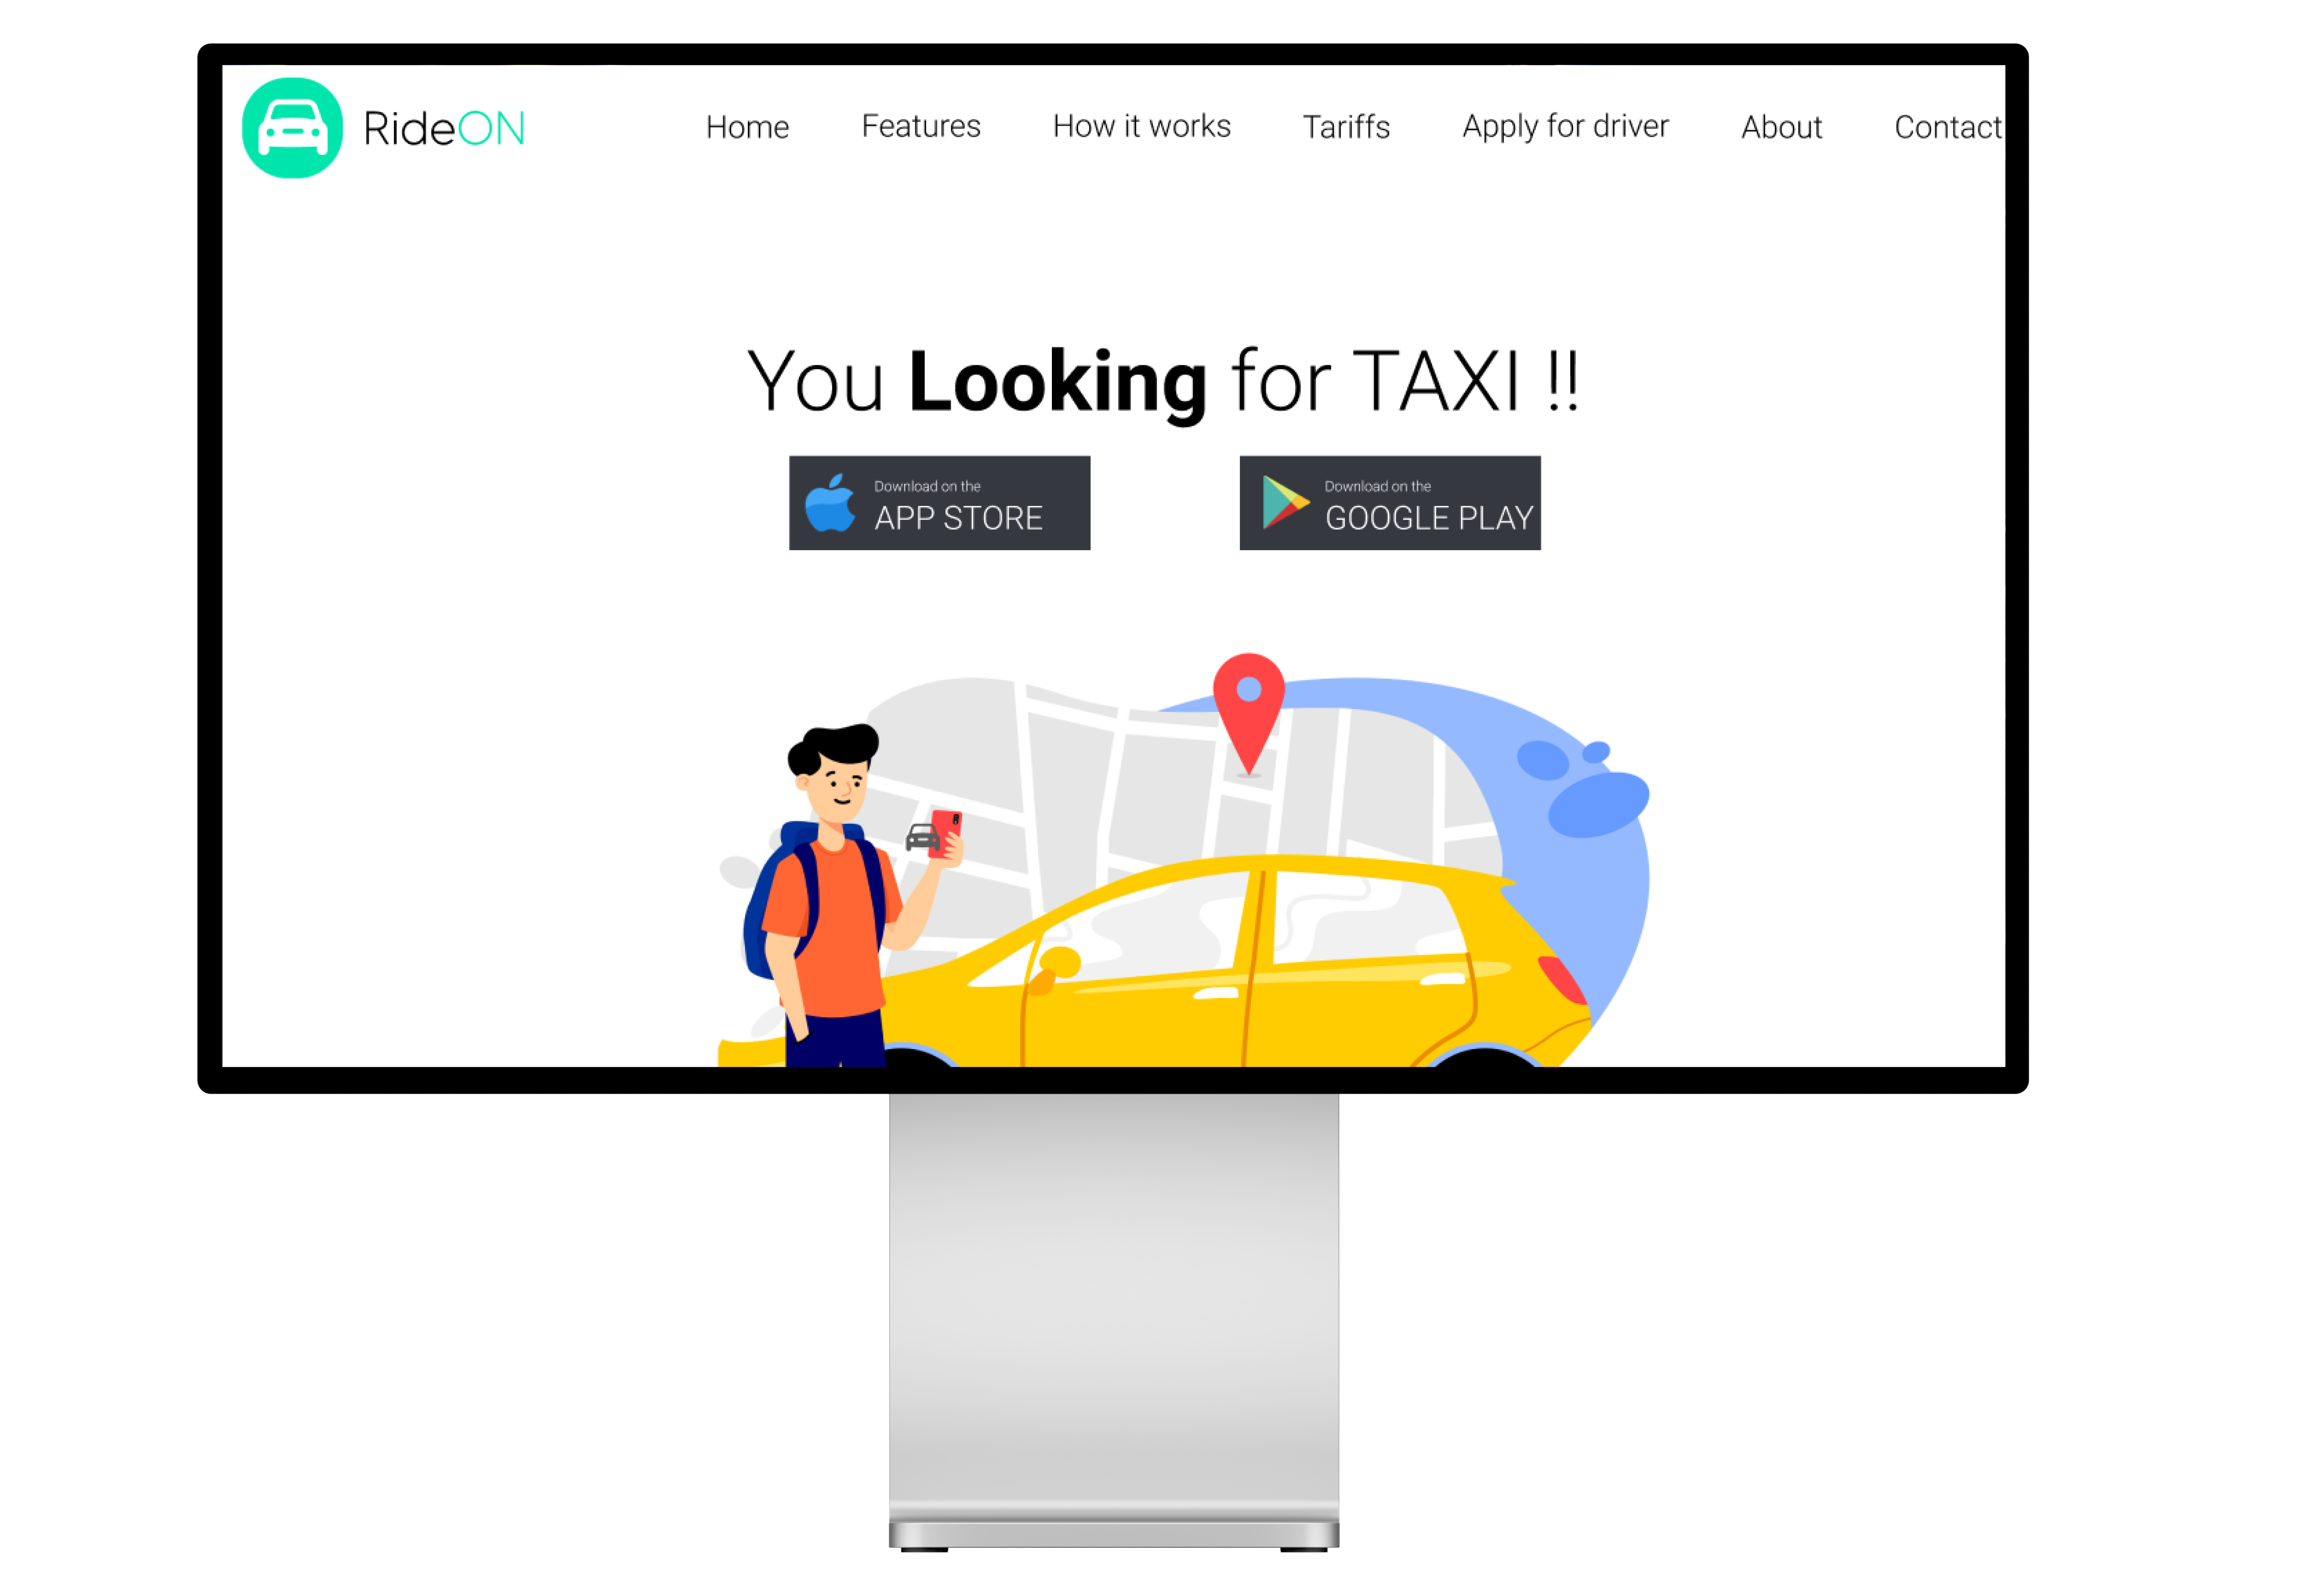 RideON
Home Features How it works Tariffs Apply for driver About Contact
You Looking for TAXI !!
Download on the
APP STORE
Download on the
GOOGLE PLAY